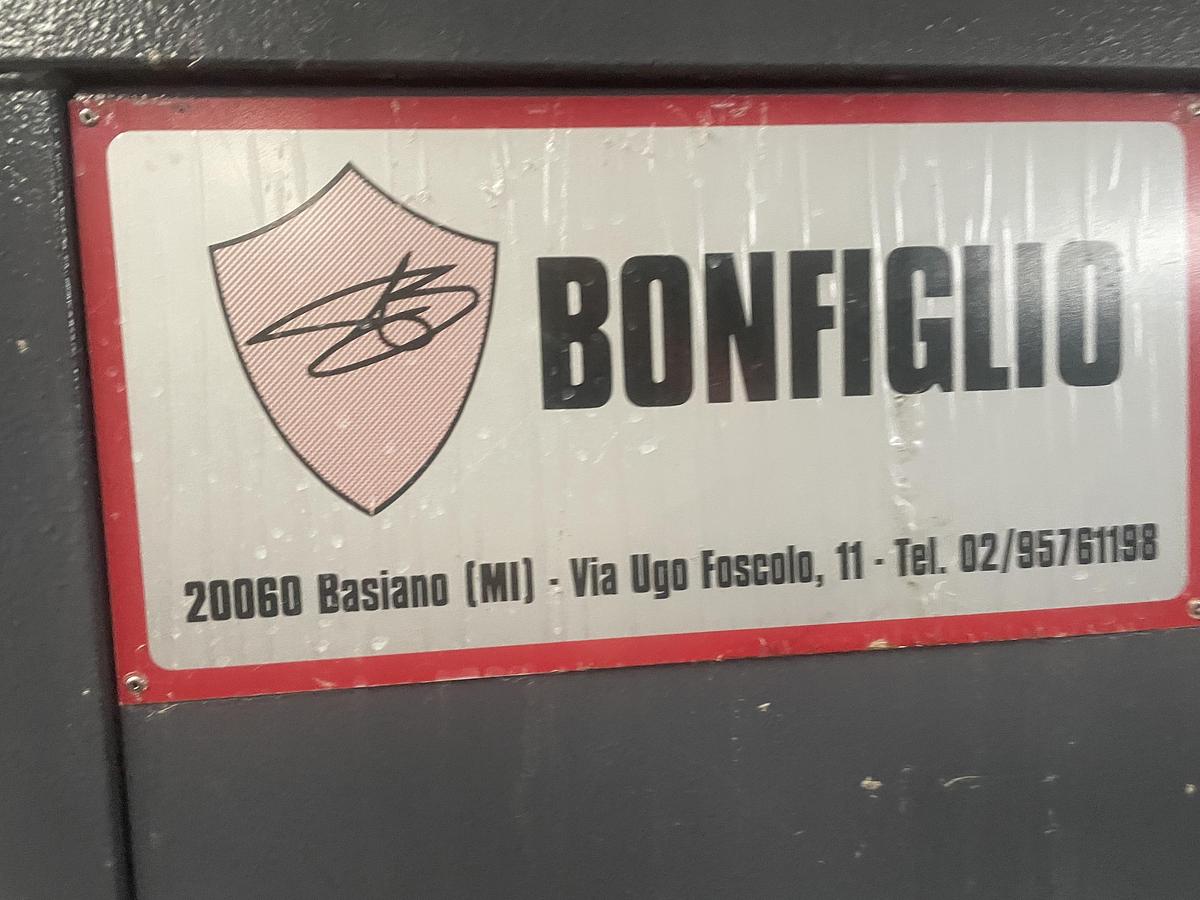 BONFIGLIO
20060 Basiano (MI) - Via Ugo Foscolo, 11 - Tel. 02/95761198